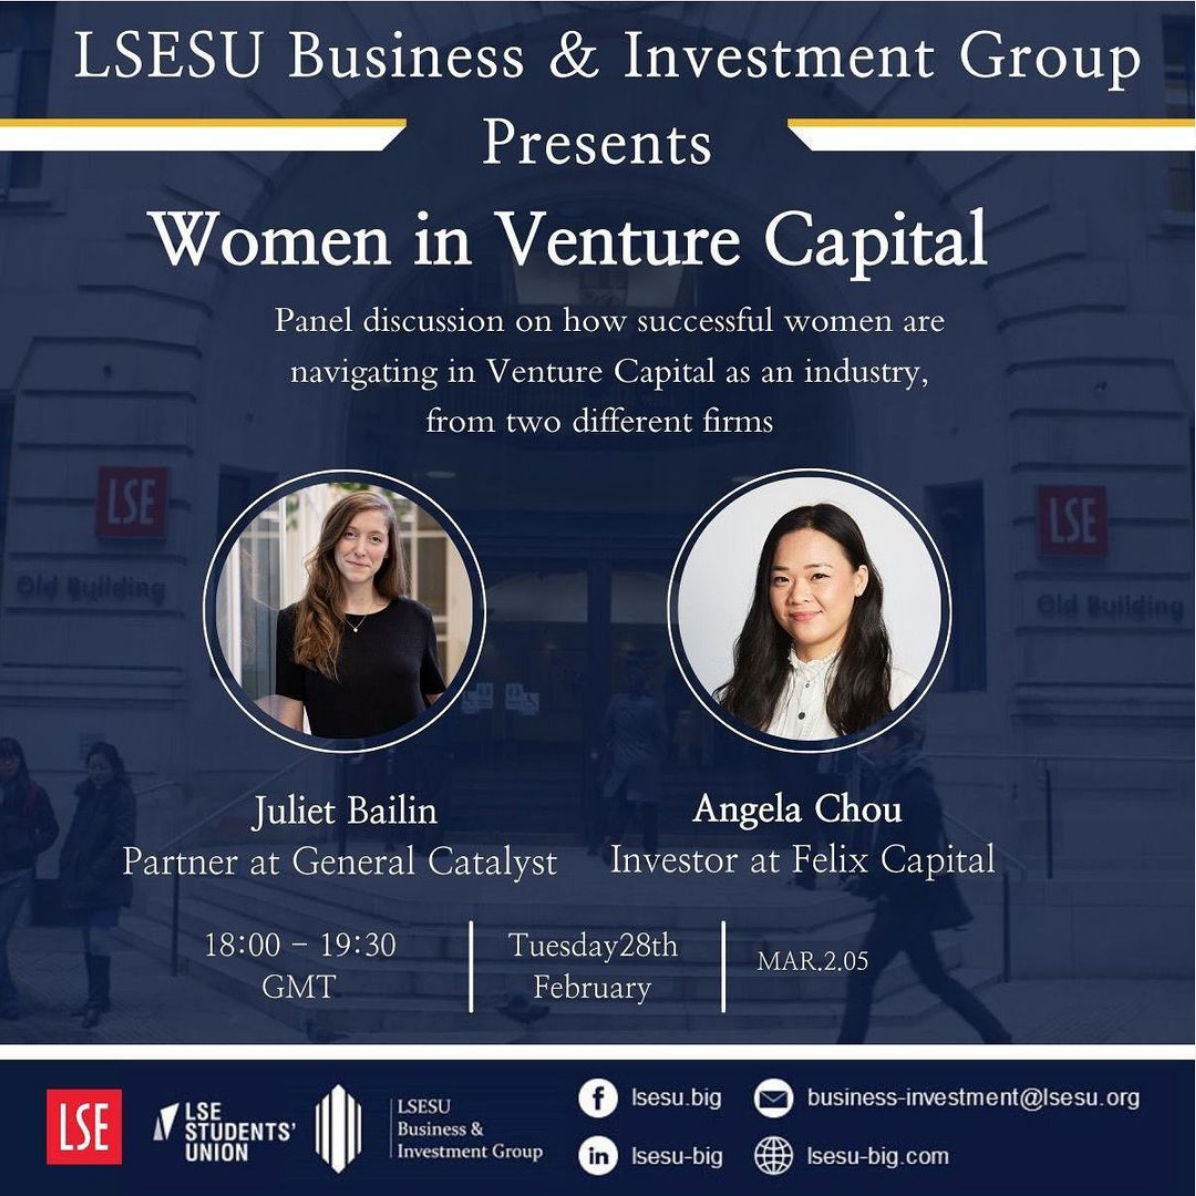 LSESU Business & Investment Group
Presents
Women in Venture Capital
Panel discussion on how successful women are
navigating in Venture Capital as an industry,
from two different firms
LSE
LSE
Old Building
Old Building
Juliet Bailin
Angela Chou
Partner at General Catalyst
Investor at Felix Capital
18:00 - 19:30
GMT
Tuesday28th
February
MAR.2.05
LSE
LSE
STUDENTS'
UNION
LSESU
Business &
Investment Group
lsesu.big
business-investment@lsesu.org
in
lsesu-big
lsesu-big.com